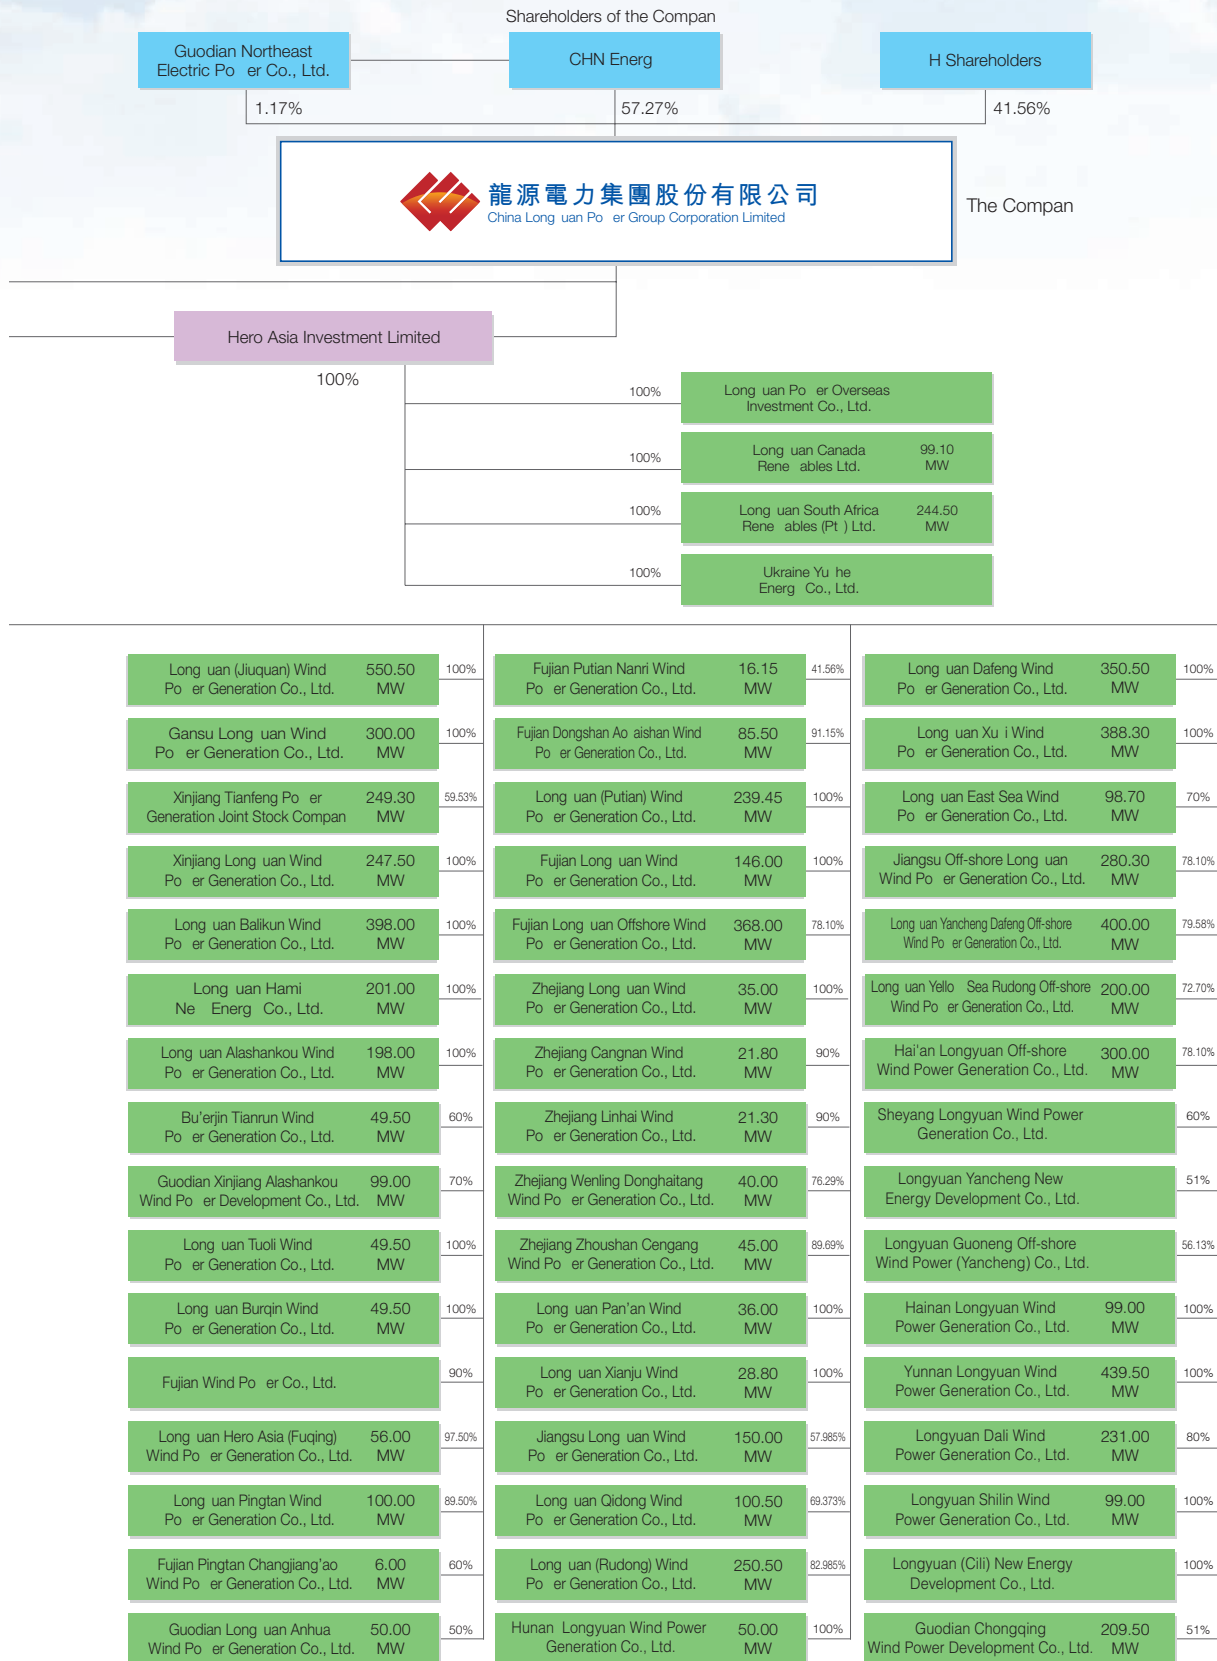 Shareholders of the Compan
Guodian Northeast
Electric Po er Co., Ltd.
CHN Energ
H Shareholders
1.17%
57.27%
41.56%
龍源電力集團股份有限公司
China Long uan Po er Group Corporation Limited
The Compan
Hero Asia Investment Limited
100%
100%
Long uan Po er Overseas
Investment Co., Ltd.
100%
Long uan Canada
Rene ables Ltd.
99.10
MW
100%
Long uan South Africa
Rene ables (Pt ) Ltd.
244.50
MW
100%
Ukraine Yu he
Energ Co., Ltd.
Long uan (Jiuquan) Wind
Po er Generation Co., Ltd.
550.50
MW
100%
Gansu Long uan Wind
Po er Generation Co., Ltd.
300.00
MW
100%
Xinjiang Tianfeng Po er
Generation Joint Stock Compan
249.30
MW
59.53%
Xinjiang Long uan Wind
Po er Generation Co., Ltd.
247.50
MW
100%
Long uan Balikun Wind
Po er Generation Co., Ltd.
398.00
MW
100%
Long uan Hami
Ne Energ Co., Ltd.
201.00
MW
100%
Long uan Alashankou Wind
Po er Generation Co., Ltd.
198.00
MW
100%
Bu'erjin Tianrun Wind
Po er Generation Co., Ltd.
49.50
MW
60%
Guodian Xinjiang Alashankou
Wind Po er Development Co., Ltd.
99.00
MW
70%
Long uan Tuoli Wind
Po er Generation Co., Ltd.
49.50
MW
100%
Long uan Burqin Wind
Po er Generation Co., Ltd.
49.50
MW
100%
Fujian Wind Po er Co., Ltd.
90%
Long uan Hero Asia (Fuqing)
Wind Po er Generation Co., Ltd.
56.00
MW
97.50%
Long uan Pingtan Wind
Po er Generation Co., Ltd.
100.00
MW
89.50%
Fujian Pingtan Changjiang'ao
Wind Po er Generation Co., Ltd.
6.00
MW
60%
Guodian Long uan Anhua
Wind Po er Generation Co., Ltd.
50.00
MW
50%
Fujian Putian Nanri Wind
Po er Generation Co., Ltd.
16.15
MW
41.56%
Fujian Dongshan Ao aishan Wind
Po er Generation Co., Ltd.
85.50
MW
91.15%
Long uan (Putian) Wind
Po er Generation Co., Ltd.
239.45
MW
100%
Fujian Long uan Wind
Po er Generation Co., Ltd.
146.00
MW
100%
Fujian Long uan Offshore Wind
Po er Generation Co., Ltd.
368.00
MW
78.10%
Zhejiang Long uan Wind
Po er Generation Co., Ltd.
35.00
MW
100%
Zhejiang Cangnan Wind
Po er Generation Co., Ltd.
21.80
MW
90%
Zhejiang Linhai Wind
Po er Generation Co., Ltd.
21.30
MW
90%
Zhejiang Wenling Donghaitang
Wind Po er Generation Co., Ltd.
40.00
MW
76.29%
Zhejiang Zhoushan Cengang
Wind Po er Generation Co., Ltd.
45.00
MW
89.69%
Long uan Pan'an Wind
Po er Generation Co., Ltd.
36.00
MW
100%
Long uan Xianju Wind
Po er Generation Co., Ltd.
28.80
MW
100%
Jiangsu Long uan Wind
Po er Generation Co., Ltd.
150.00
MW
57.985%
Long uan Qidong Wind
Po er Generation Co., Ltd.
100.50
MW
69.373%
Long uan (Rudong) Wind
Po er Generation Co., Ltd.
250.50
MW
82.985%
Hunan Longyuan Wind Power
Generation Co., Ltd.
50.00
MW
100%
Long uan Dafeng Wind
Po er Generation Co., Ltd.
350.50
MW
100%
Long uan Xu i Wind
Po er Generation Co., Ltd.
388.30
MW
100%
Long uan East Sea Wind
Po er Generation Co., Ltd.
98.70
MW
70%
Jiangsu Off-shore Long uan
Wind Po er Generation Co., Ltd.
280.30
MW
78.10%
Long uan Yancheng Dafeng Off-shore
Wind Po er Generation Co., Ltd.
400.00
MW
79.58%
Long uan Yello Sea Rudong Off-shore
Wind Po er Generation Co., Ltd.
200.00
MW
72.70%
Hai'an Longyuan Off-shore
Wind Power Generation Co., Ltd.
300.00
MW
78.10%
Sheyang Longyuan Wind Power
Generation Co., Ltd.
60%
Longyuan Yancheng New
Energy Development Co., Ltd.
51%
Longyuan Guoneng Off-shore
Wind Power (Yancheng) Co., Ltd.
56.13%
Hainan Longyuan Wind
Power Generation Co., Ltd.
99.00
MW
100%
Yunnan Longyuan Wind
Power Generation Co., Ltd.
439.50
MW
100%
Longyuan Dali Wind
Power Generation Co., Ltd.
231.00
MW
80%
Longyuan Shilin Wind
Power Generation Co., Ltd.
99.00
MW
100%
Longyuan (Cili) New Energy
Development Co., Ltd.
100%
Guodian Chongqing
Wind Power Development Co., Ltd.
209.50
MW
51%